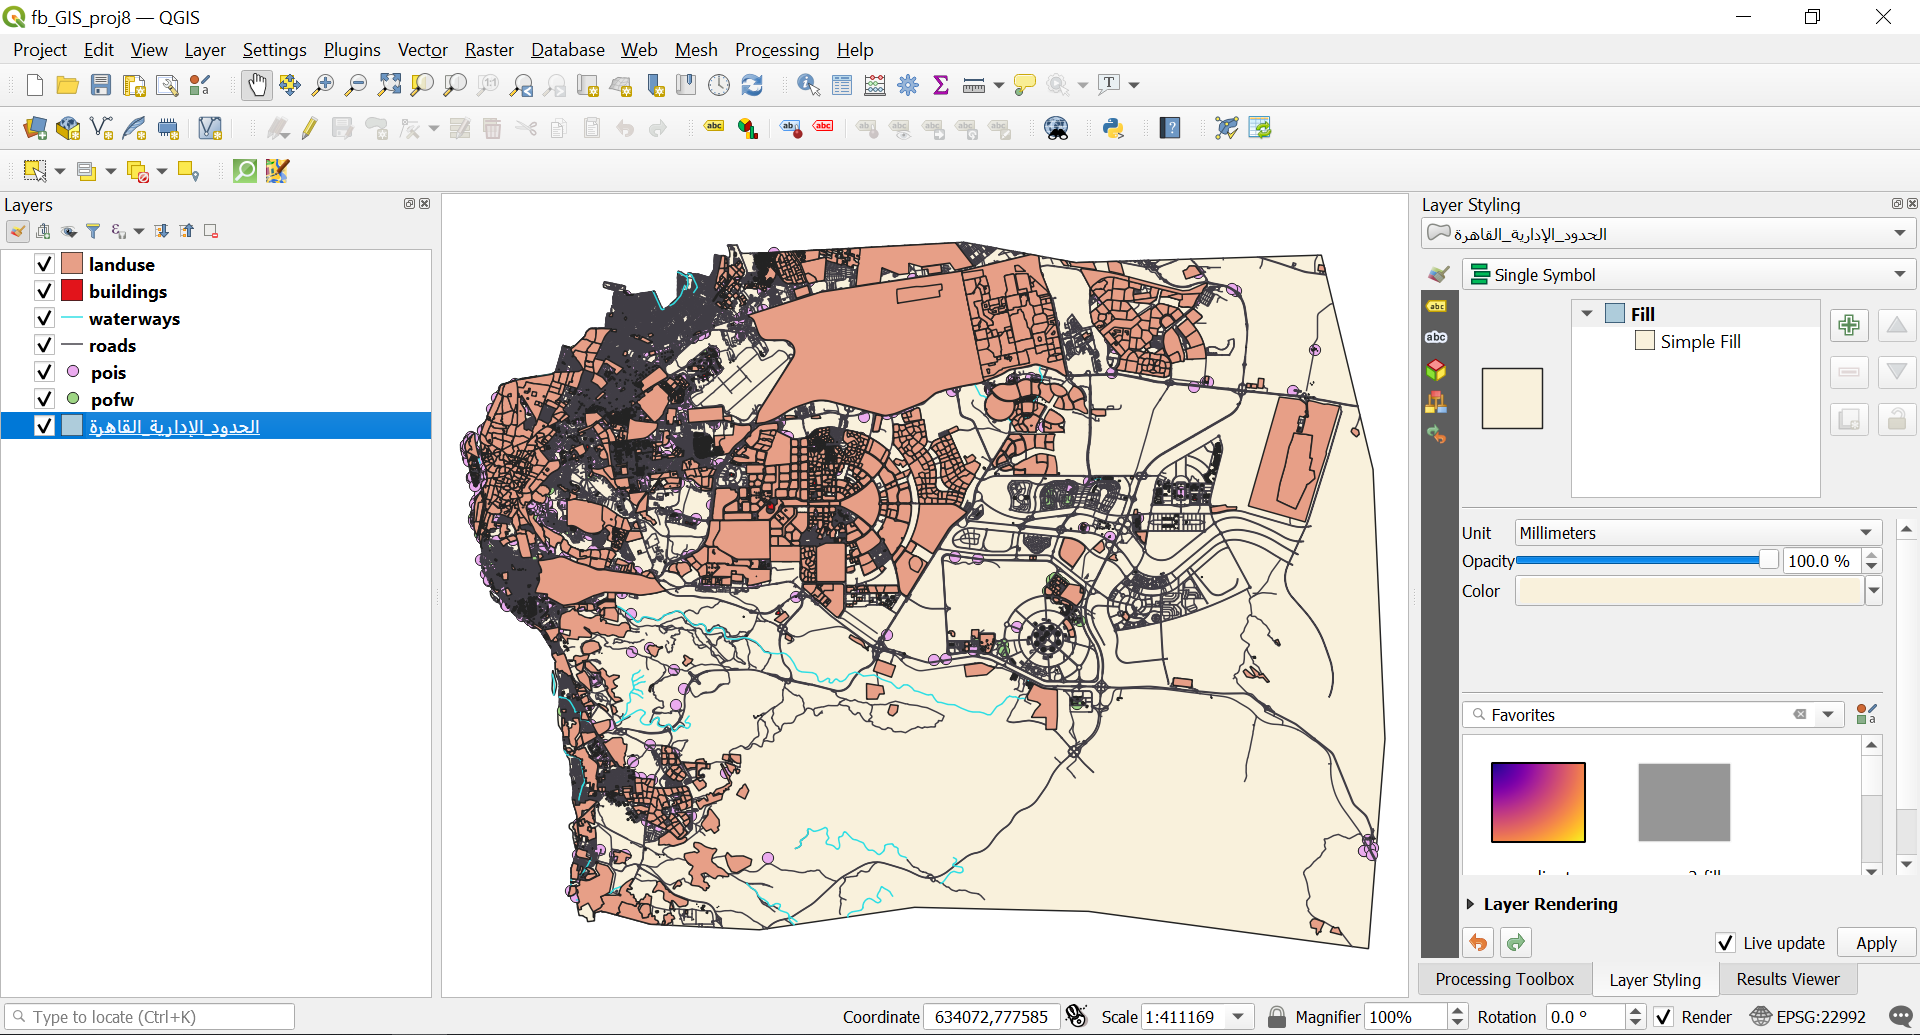 fb_GIS_proj8 — QGIS
Project Edit View Layer Settings Plugins Vector Raster Database Web Mesh Processing Help
Layers
landuse
buildings
waterways
roads
pois
pofw
الحدود_الإدارية_القاهرة
Layer Styling
الحدود_الإدارية_القاهرة
Single Symbol
Fill
Simple Fill
Unit Millimeters
Opacity 100.0 %
Color
Favorites
Layer Rendering
Live update Apply
Processing Toolbox Layer Styling Results Viewer
Type to locate (Ctrl+K) Coordinate 634072,777585 Scale 1:411169 Magnifier 100% Rotation 0.0 ° Render EPSG:22992